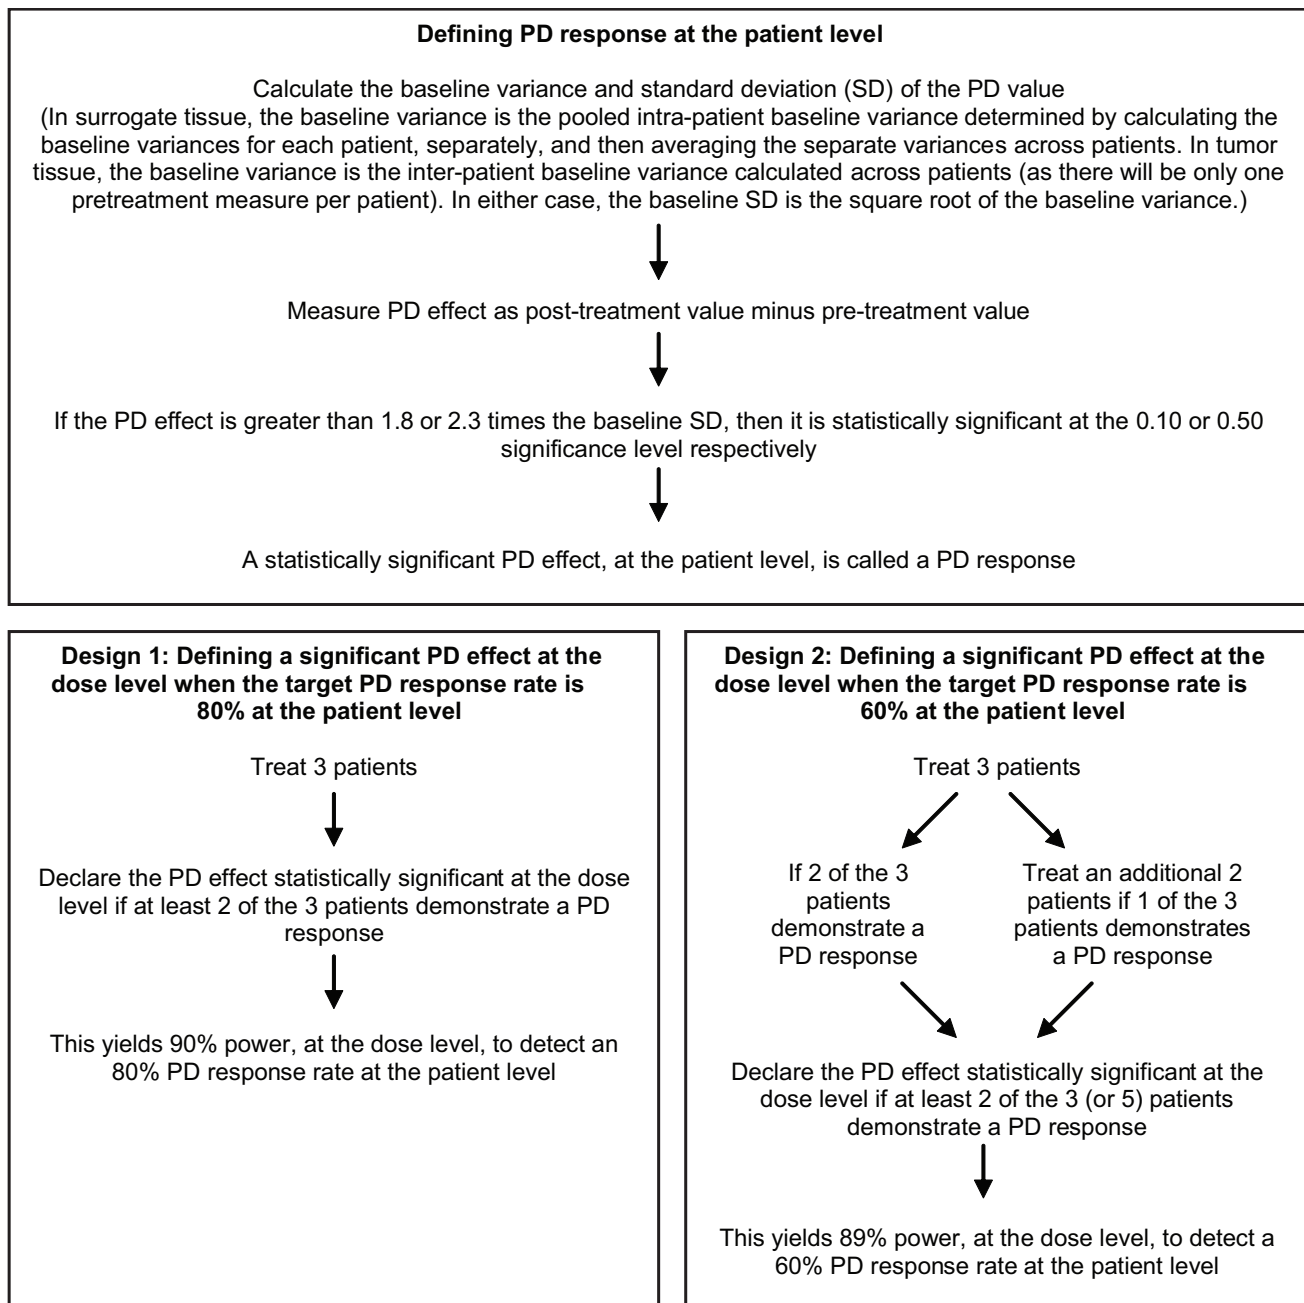 Defining PD response at the patient level
Calculate the baseline variance and standard deviation (SD) of the PD value
(In surrogate tissue, the baseline variance is the pooled intra-patient baseline variance determined by calculating the
baseline variances for each patient, separately, and then averaging the separate variances across patients. In tumor
tissue, the baseline variance is the inter-patient baseline variance calculated across patients (as there will be only one
pretreatment measure per patient). In either case, the baseline SD is the square root of the baseline variance.)
Measure PD effect as post-treatment value minus pre-treatment value
If the PD effect is greater than 1.8 or 2.3 times the baseline SD, then it is statistically significant at the 0.10 or 0.50
significance level respectively
A statistically significant PD effect, at the patient level, is called a PD response
Design 1: Defining a significant PD effect at the
dose level when the target PD response rate is
80% at the patient level
Treat 3 patients
Declare the PD effect statistically significant at the dose
level if at least 2 of the 3 patients demonstrate a PD
response
This yields 90% power, at the dose level, to detect an
80% PD response rate at the patient level
Design 2: Defining a significant PD effect at the
dose level when the target PD response rate is
60% at the patient level
Treat 3 patients
If 2 of the 3
patients
demonstrate a
PD response
Treat an additional 2
patients if 1 of the 3
patients demonstrates
a PD response
Declare the PD effect statistically significant at the
dose level if at least 2 of the 3 (or 5) patients
demonstrate a PD response
This yields 89% power, at the dose level, to detect a
60% PD response rate at the patient level